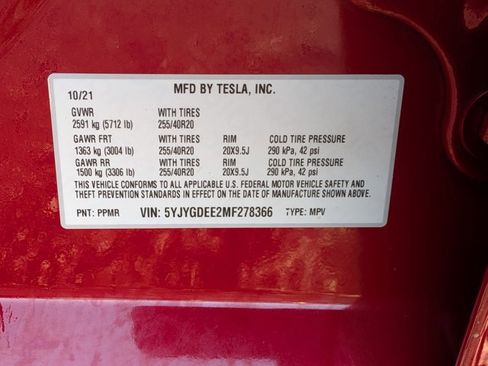 MFD BY TESLA, INC.
10/21
GVWR WITH TIRES
2591 kg (5712 lb) 255/40R20
GAWR FRT WITH TIRES RIM COLD TIRE PRESSURE
1363 kg (3004 lb) 255/40R20 20X9.5J 290 kPa, 42 psi
GAWR RR WITH TIRES RIM COLD TIRE PRESSURE
1500 kg (3306 lb) 255/40R20 20X9.5J 290 kPa, 42 psi
THIS VEHICLE CONFORMS TO ALL APPLICABLE U.S. FEDERAL MOTOR VEHICLE SAFETY AND
THEFT PREVENTION STANDARDS IN EFFECT ON THE DATE OF MANUFACTURE SHOWN ABOVE.
PNT: PPMR VIN: 5YJYGDEE2MF278366 TYPE: MPV